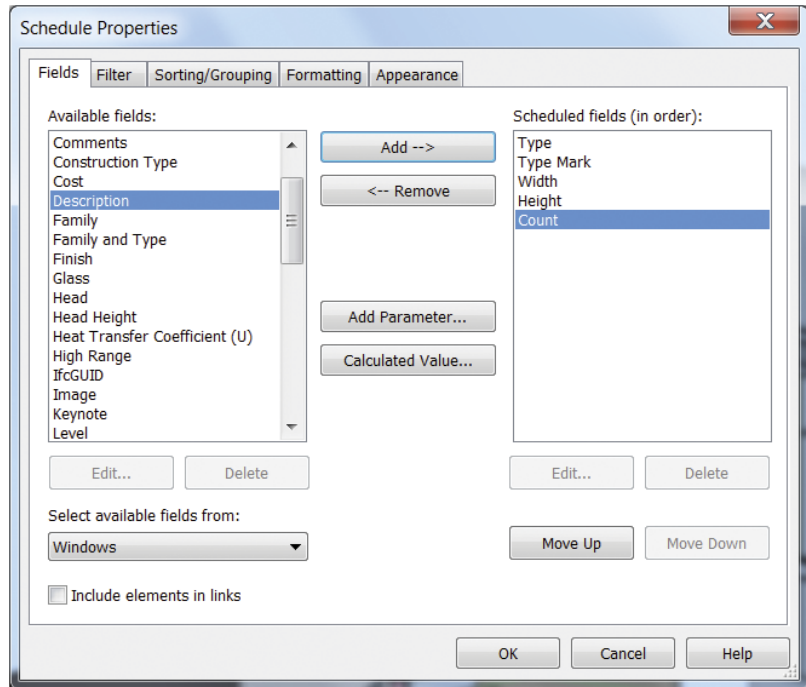 Schedule Properties
Fields
Filter
Sorting/Grouping
Formatting
Appearance
Available fields:
Comments
Construction Type
Cost
Description
Family
Family and Type
Finish
Glass
Head
Head Height
Heat Transfer Coefficient (U)
High Range
IfcGUID
Image
Keynote
Level
Edit...
Delete
Select available fields from:
Windows
Include elements in links
Add -->
<-- Remove
Add Parameter...
Calculated Value...
Scheduled fields (in order):
Type
Type Mark
Width
Height
Count
Edit...
Delete
Move Up
Move Down
OK
Cancel
Help